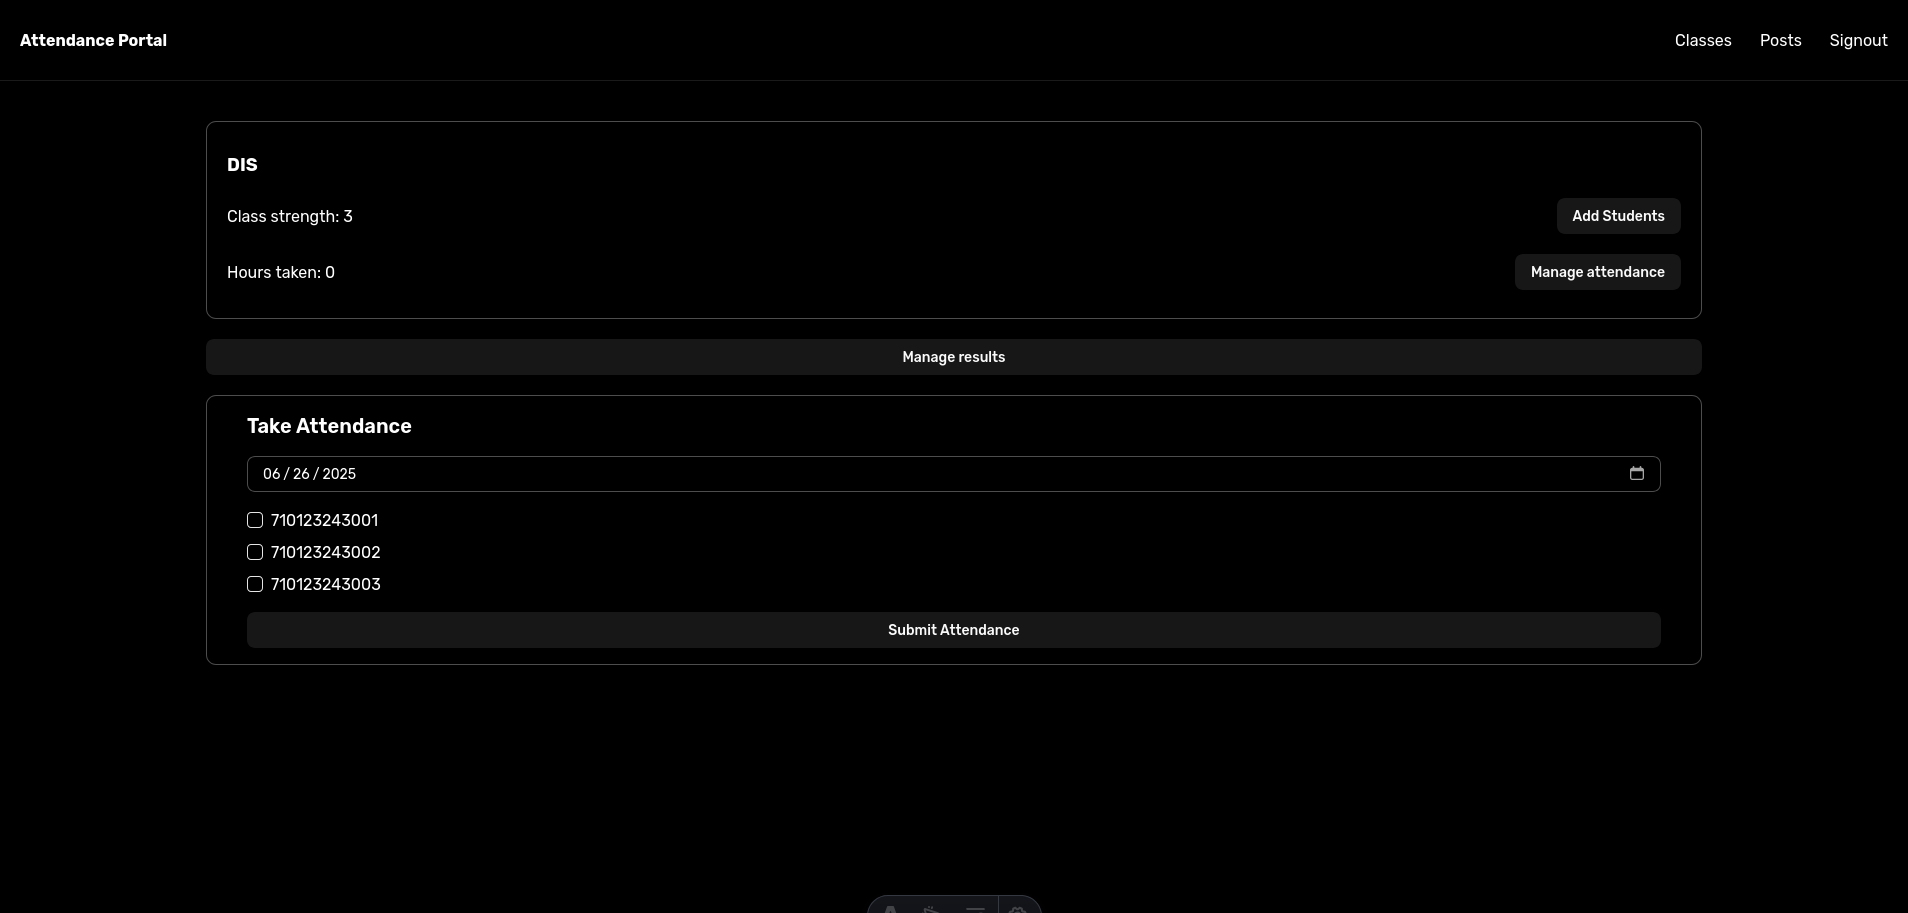 Attendance Portal
Classes Posts Signout
DIS
Class strength: 3
Add Students
Hours taken: 0
Manage attendance
Manage results
Take Attendance
06 / 26 / 2025
710123243001
710123243002
710123243003
Submit Attendance